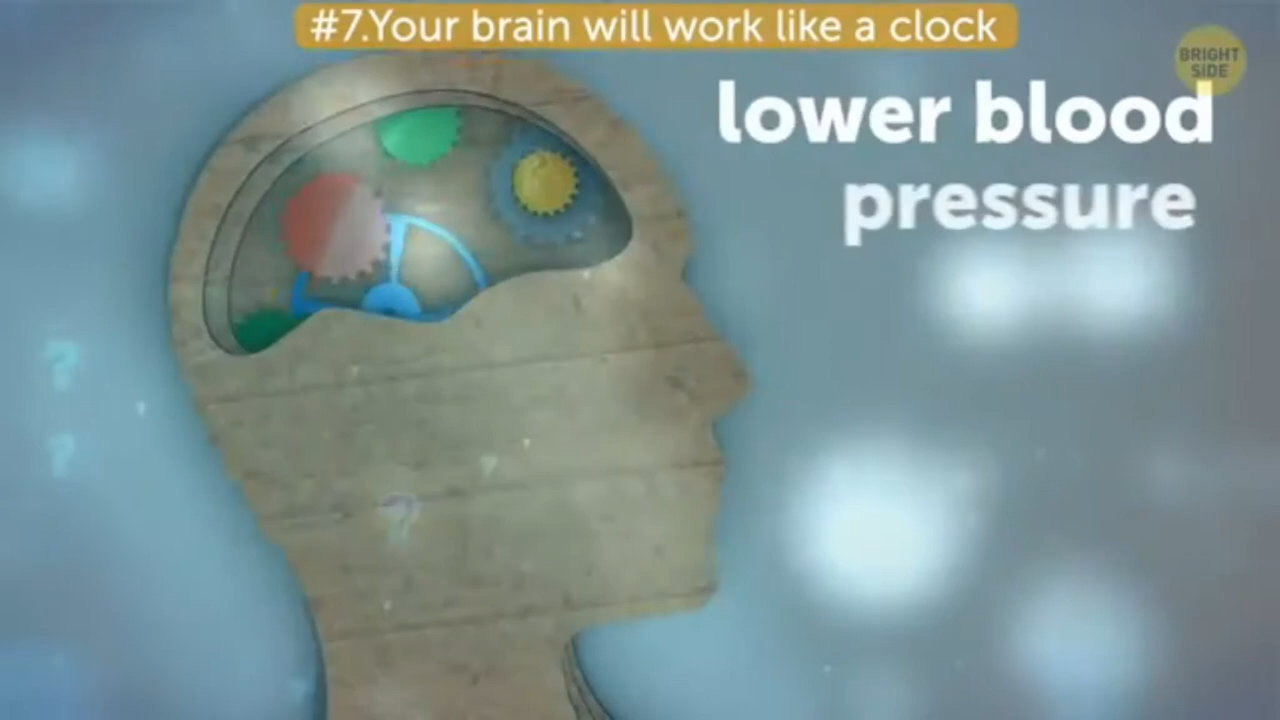 #7.Your brain will work like a clock
BRIGHT
SIDE
lower blood
pressure
?
?
?